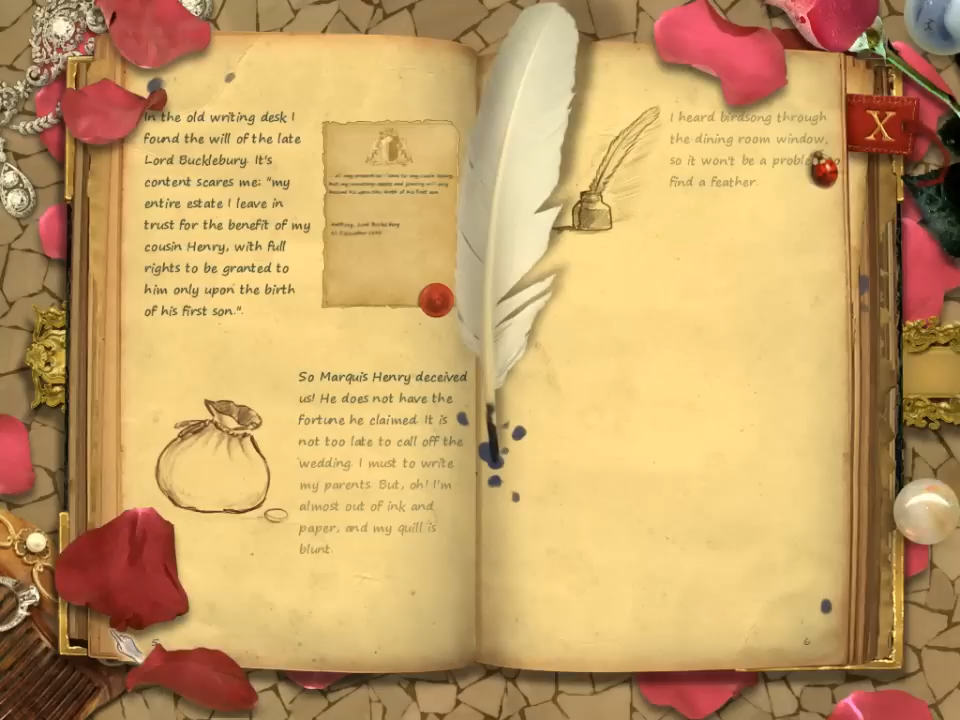 In the old writing desk I
found the will of the late
Lord Bucklebury. It's
content scares me: "my
entire estate I leave in
trust for the benefit of my
cousin Henry, with full
rights to be granted to
him only upon the birth
of his first son.".
So Marquis Henry deceived
us! He does not have the
fortune he claimed. It is
not too late to call off the
wedding. I must to write
my parents. But, oh! I'm
almost out of ink and
paper, and my quill is
blunt.
5
I heard birdsong through
the dining room window,
so it won't be a problem to
find a feather.
6
X